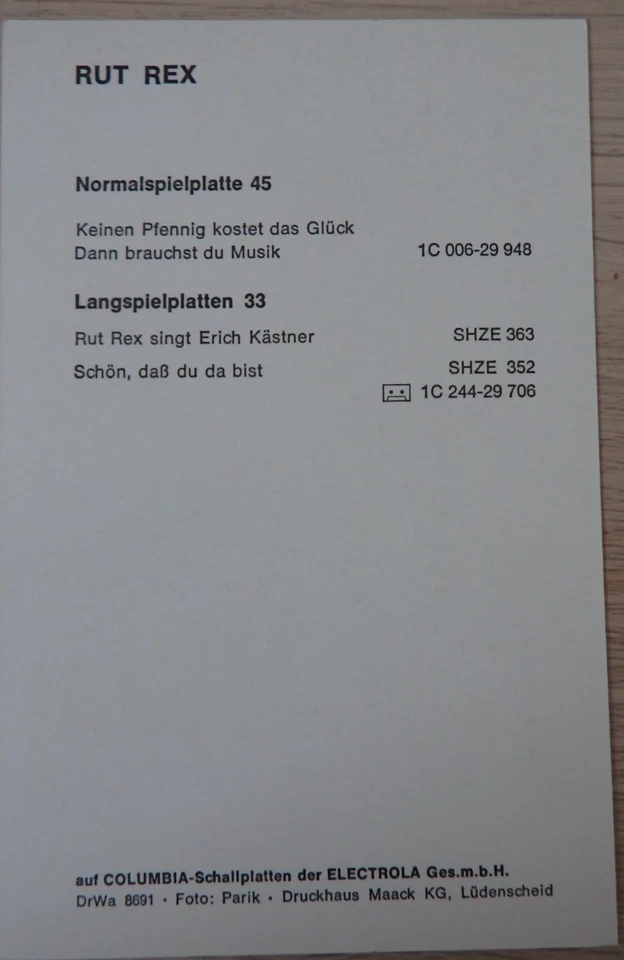 RUT REX
Normalspielplatte 45
Keinen Pfennig kostet das Glück
Dann brauchst du Musik 1C 006-29 948
Langspielplatten 33
Rut Rex singt Erich Kästner SHZE 363
Schön, daß du da bist SHZE 352
1C 244-29 706
auf COLUMBIA-Schallplatten der ELECTROLA Ges.m.b.H.
DrWa 8691 · Foto: Parik · Druckhaus Maack KG, Lüdenscheid